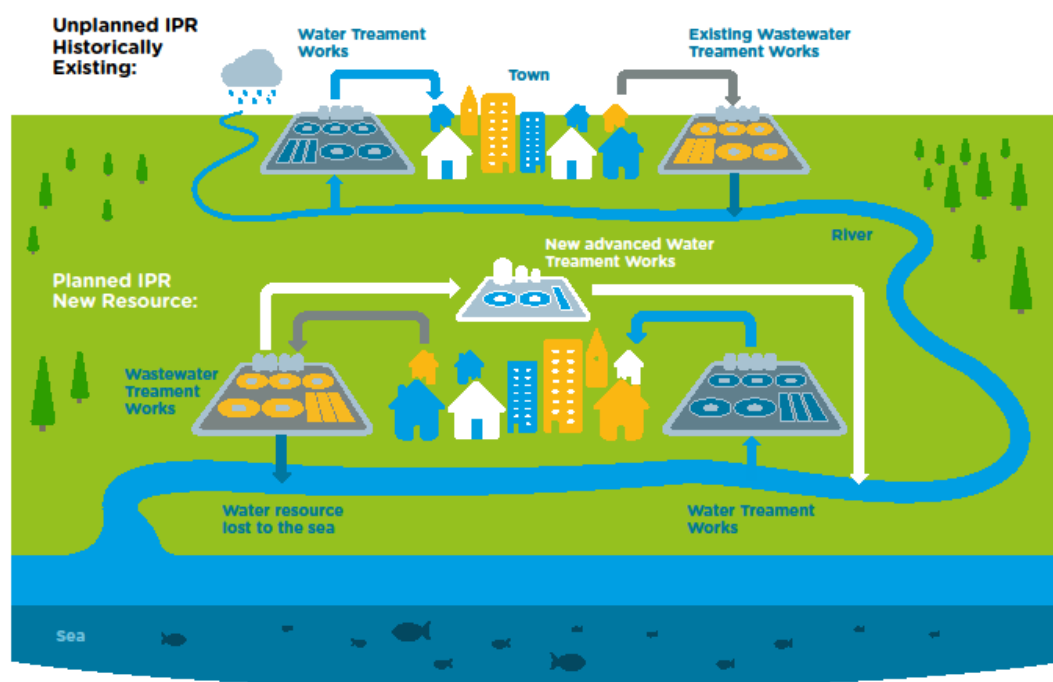 Unplanned IPR
Historically
Existing:
Water Treament
Works
Town
Existing Wastewater
Treament Works
River
New advanced Water
Treament Works
Planned IPR
New Resource:
Wastewater
Treament
Works
Water resource
lost to the sea
Water Treament
Works
Sea